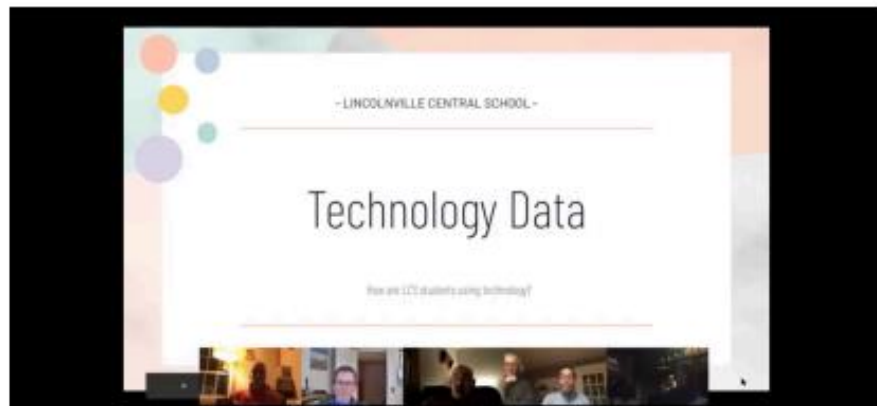 - LINCOLNVILLE CENTRAL SCHOOL -
Technology Data
How are LCS students using technology?